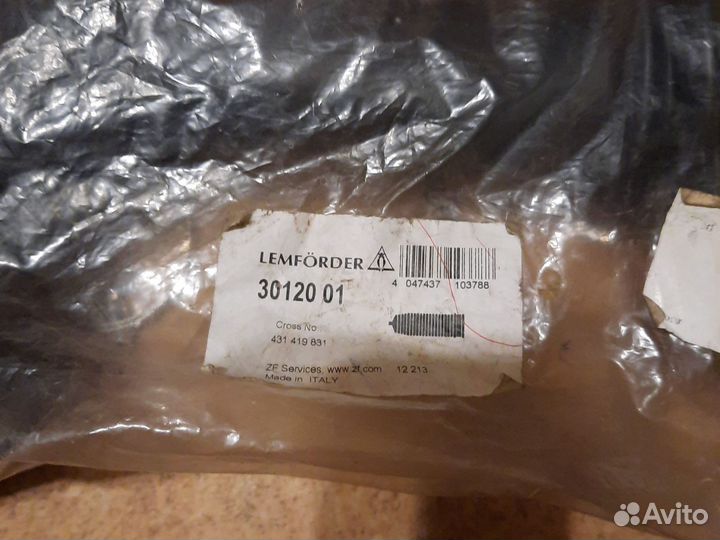 LEMFÖRDER
4 047437 103788
30120 01
Cross No.:
431 419 831
ZF Services, www.zf.com 12 213
Made in ITALY
Avito